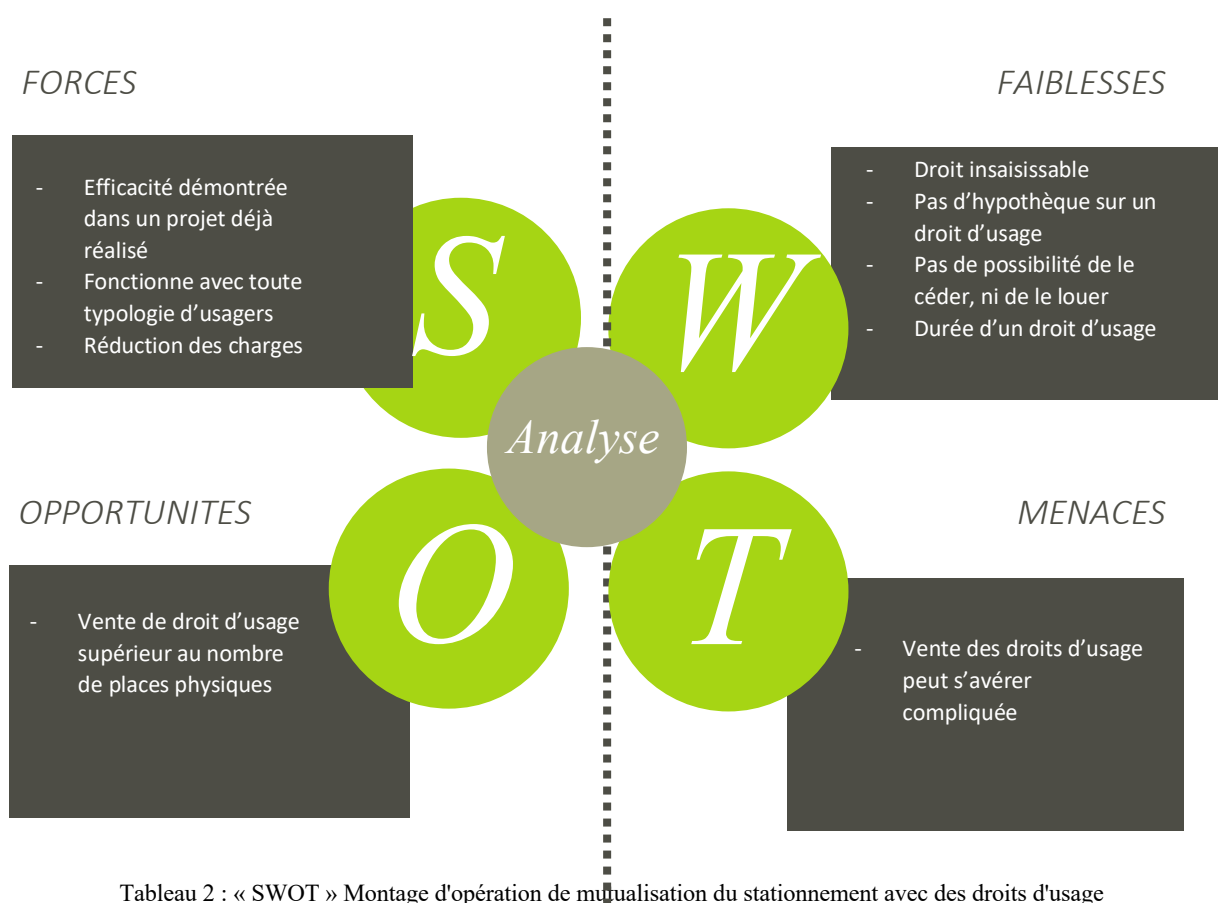 FORCES
- Efficacité démontrée
dans un projet déjà
réalisé
- Fonctionne avec toute
typologie d’usagers
- Réduction des charges
S
FAIBLESSES
- Droit insaisissable
- Pas d’hypothèque sur un
droit d’usage
- Pas de possibilité de le
céder, ni de le louer
- Durée d’un droit d’usage
W
Analyse
OPPORTUNITES
- Vente de droit d’usage
supérieur au nombre
de places physiques
O
MENACES
- Vente des droits d’usage
peut s’avérer
compliquée
T
Tableau 2 : « SWOT » Montage d'opération de mutualisation du stationnement avec des droits d'usage